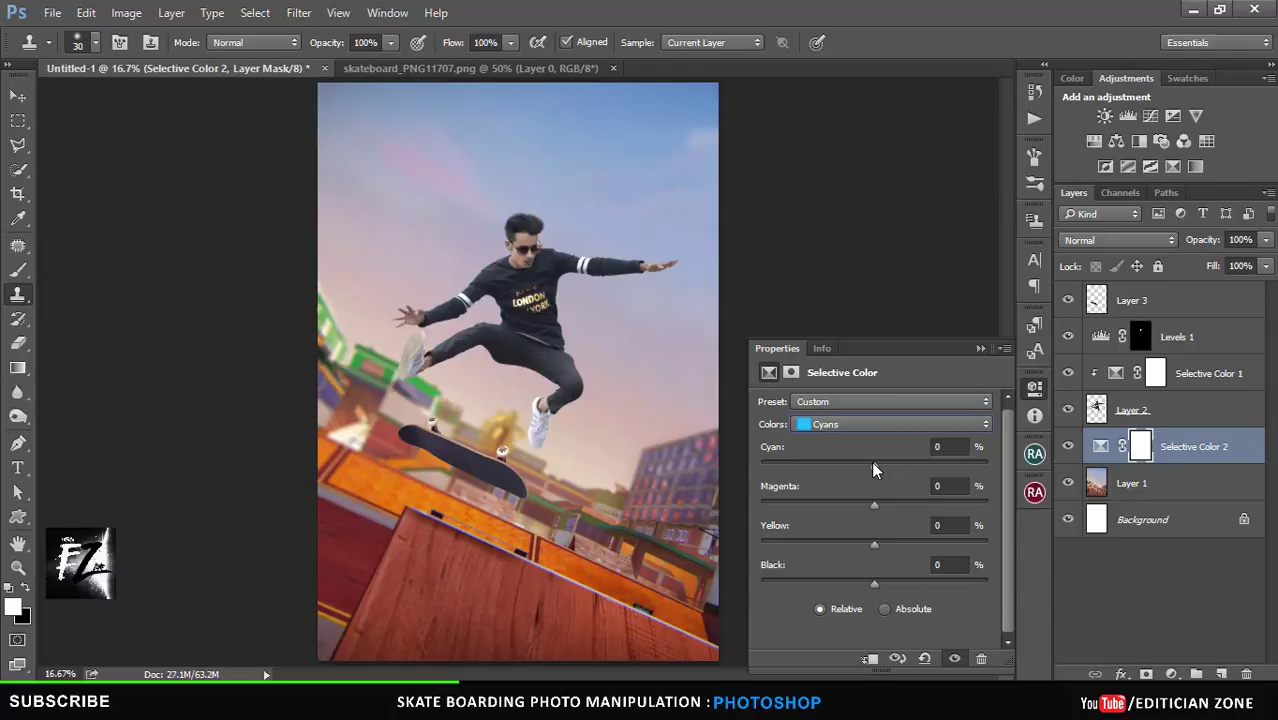 Ps File Edit Image Layer Type Select Filter 3D View Window Help
30 Mode: Normal Opacity: 100% Flow: 100% Aligned Sample: Current Layer Essentials
Untitled-1 @ 16.7% (Selective Color 2, Layer Mask/8) * skateboard_PNG11707.png @ 50% (Layer 0, RGB/8*)
Color Adjustments Swatches
Add an adjustment
Layers Channels Paths
Kind
Normal Opacity: 100%
Lock: Fill: 100%
Layer 3
Levels 1
Selective Color 1
Layer 2
Selective Color 2
Layer 1
Background
LONDON
YORK
Properties Info
Selective Color
Preset: Custom
Colors: Cyans
Cyan: 0 %
Magenta: 0 %
Yellow: 0 %
Black: 0 %
Relative Absolute
RA
RA
FZ
16.67% Doc: 27.1M/63.2M
SUBSCRIBE SKATE BOARDING PHOTO MANIPULATION : PHOTOSHOP YouTube/EDITICIAN ZONE